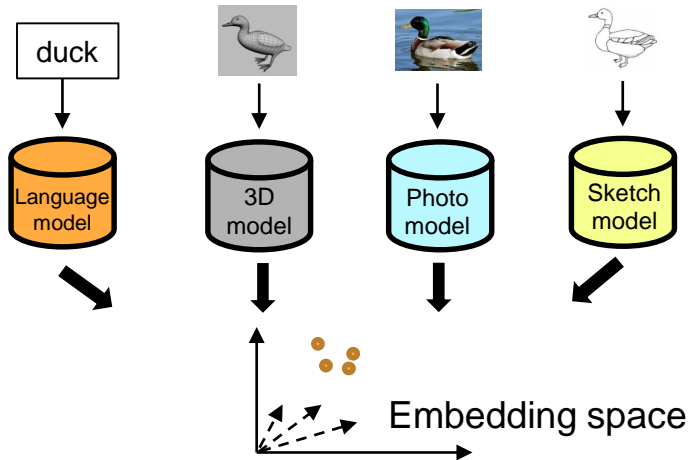 duck
Language
model
3D
model
Photo
model
Sketch
model
Embedding space